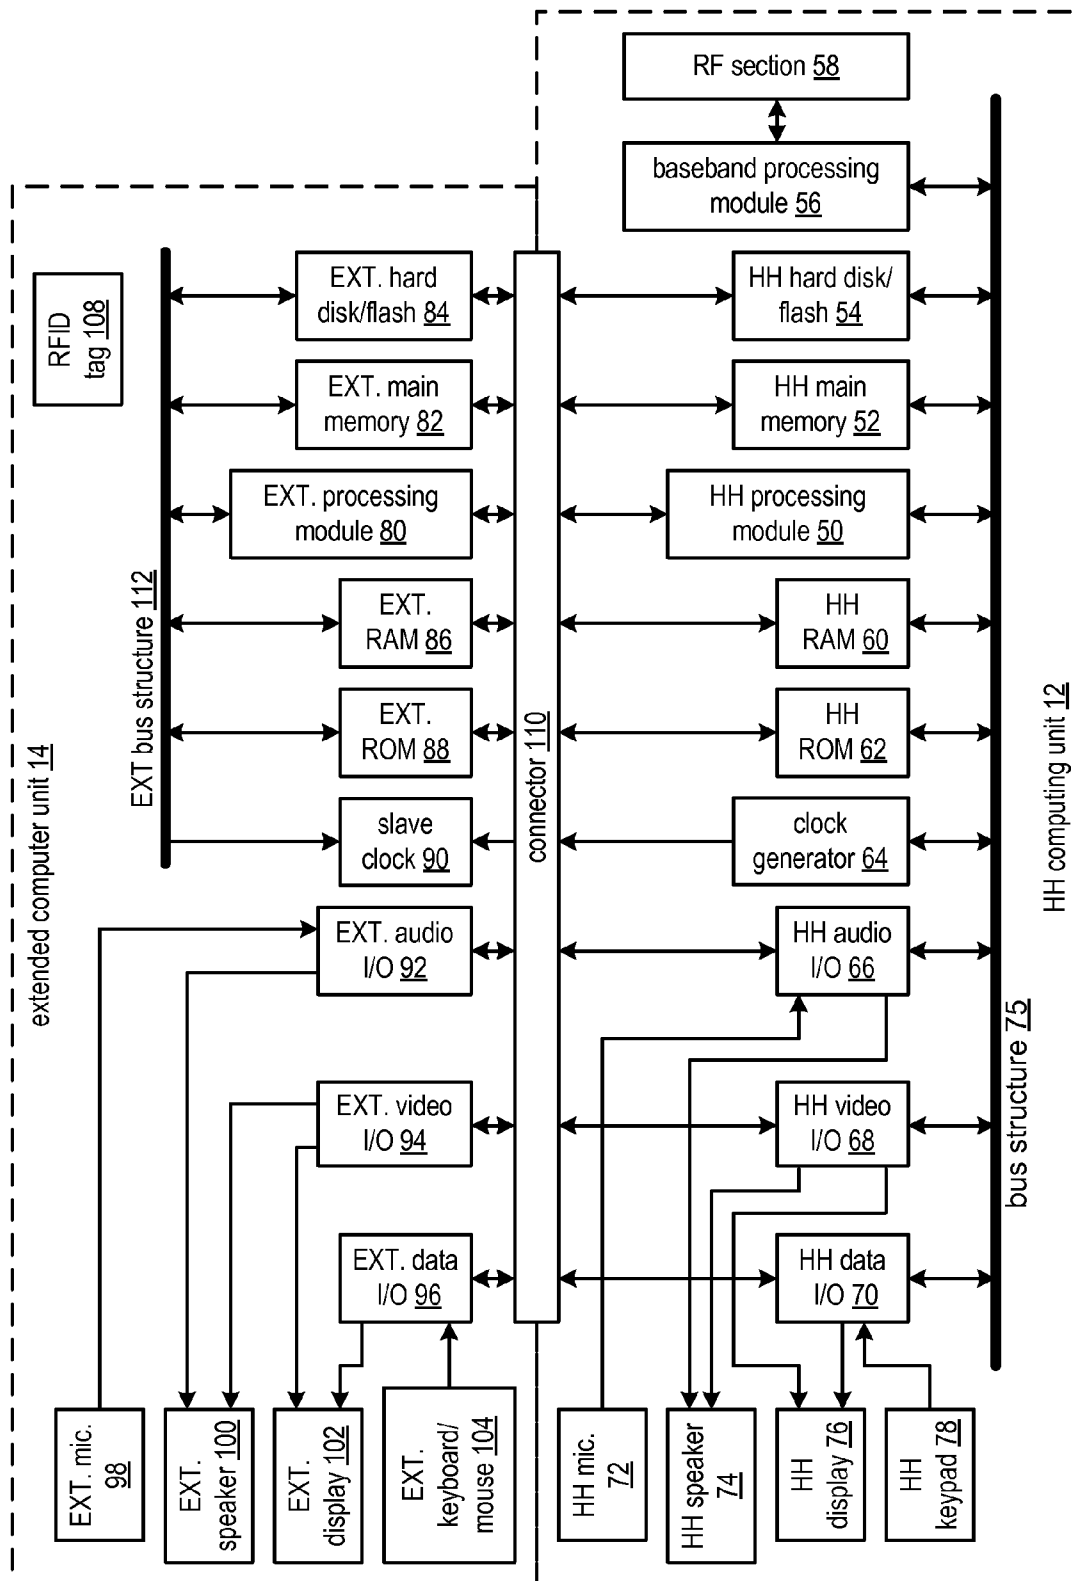 RF section 58
baseband processing
module 56
RFID
tag 108
EXT. hard
disk/flash 84
HH hard disk/
flash 54
EXT. main
memory 82
HH main
memory 52
EXT. processing
module 80
HH processing
module 50
EXT bus structure 112
EXT.
RAM 86
HH
RAM 60
extended computer unit 14
EXT.
ROM 88
connector 110
HH
ROM 62
HH computing unit 12
slave
clock 90
clock
generator 64
EXT. audio
I/O 92
HH audio
I/O 66
bus structure 75
EXT. video
I/O 94
HH video
I/O 68
EXT. data
I/O 96
HH data
I/O 70
EXT. mic.
98
EXT.
speaker 100
EXT.
display 102
EXT.
keyboard/
mouse 104
HH mic.
72
HH speaker
74
HH
display 76
HH
keypad 78